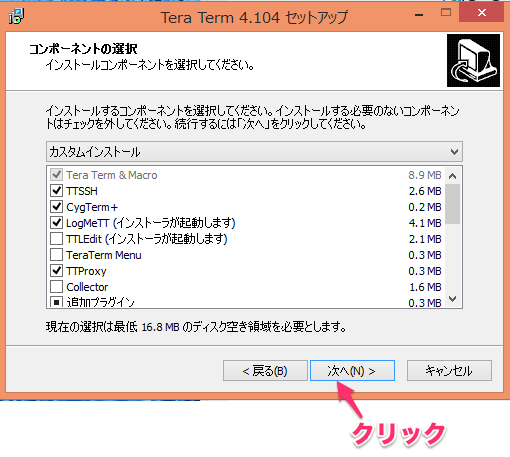 Tera Term 4.104 セットアップ
コンポーネントの選択
インストールコンポーネントを選択してください。
インストールするコンポーネントを選択してください。インストールする必要のないコンポーネン
トはチェックを外してください。続行するには「次へ」をクリックしてください。
カスタムインストール
Tera Term & Macro 8.9 MB
TTSSH 2.6 MB
CygTerm+ 0.2 MB
LogMeTT (インストーラが起動します) 4.1 MB
TTLEdit (インストーラが起動します) 2.1 MB
TeraTerm Menu 0.3 MB
TTProxy 0.3 MB
Collector 1.6 MB
追加プラグイン 0.3 MB
現在の選択は最低 16.8 MB のディスク空き領域を必要とします。
< 戻る(B) 次へ(N) > キャンセル
クリック